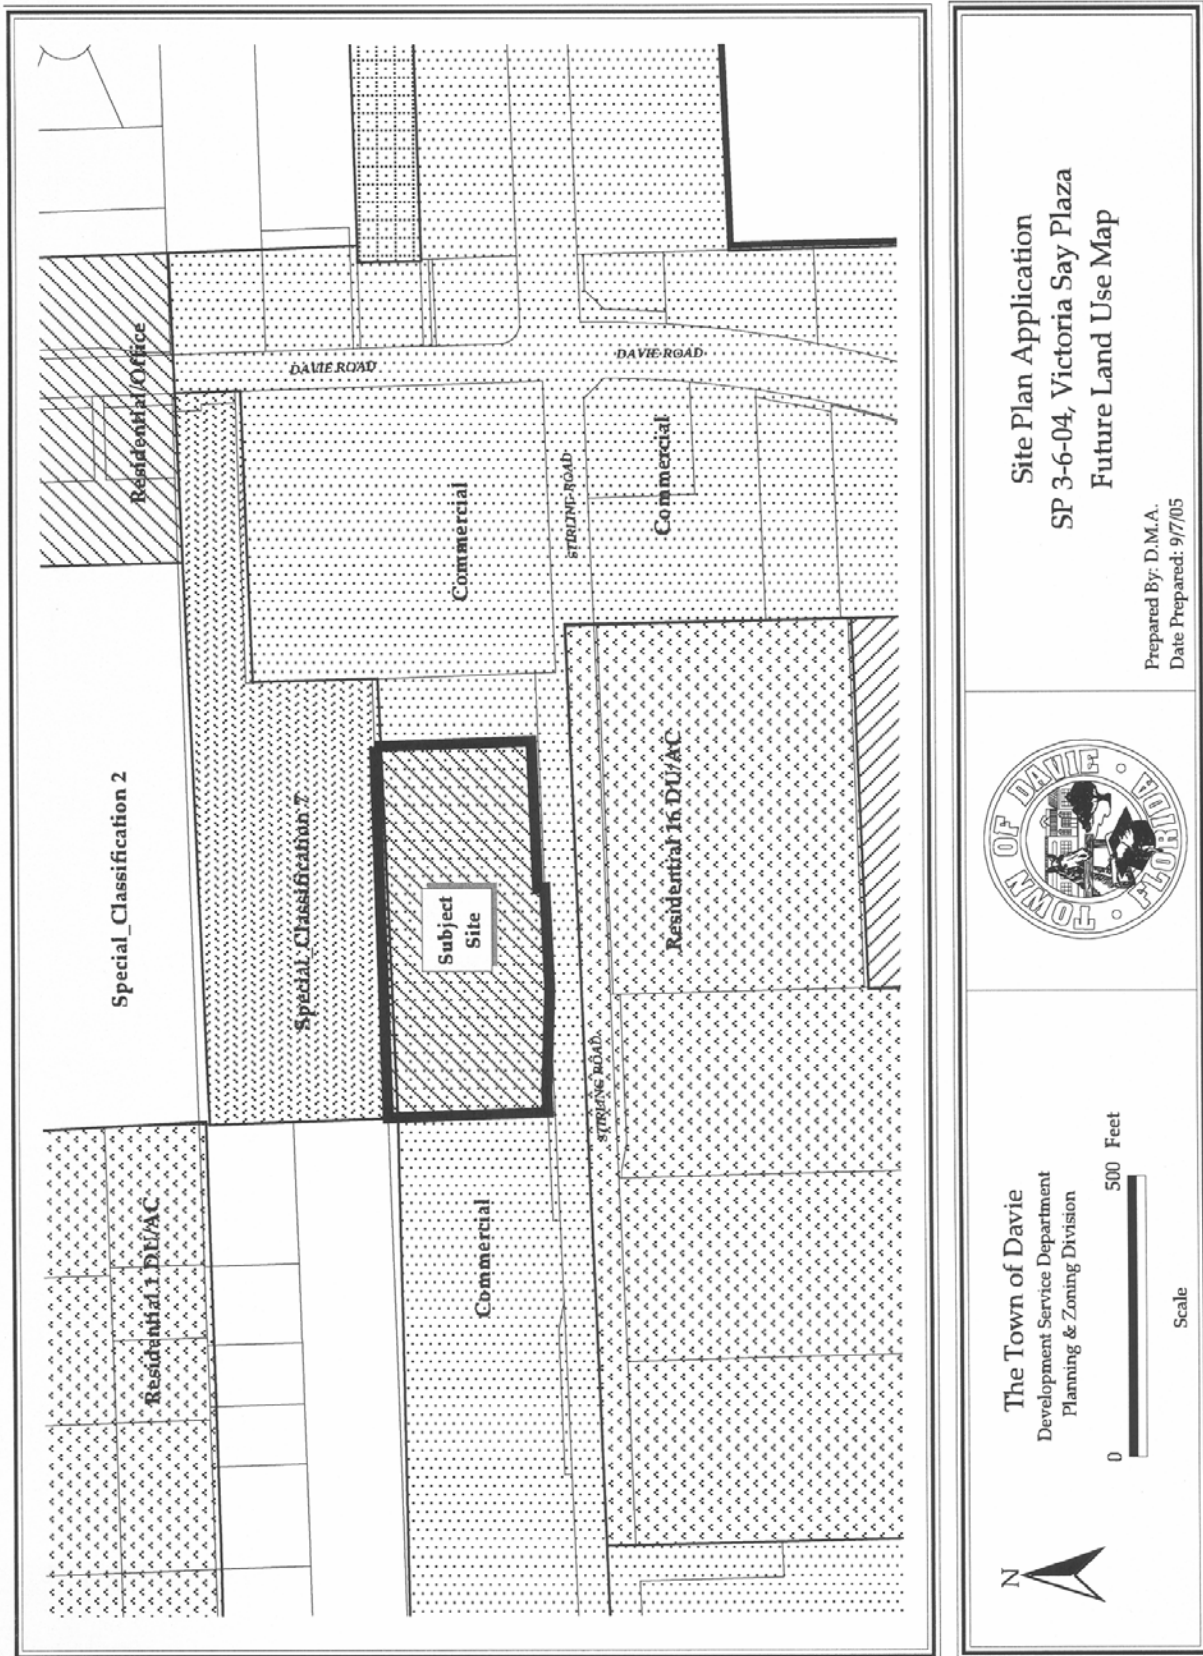 Residential 1 DU/AC
Special_Classification 2
Residential/Office
Special_Classification 7
DAVIE ROAD
Commercial
Subject
Site
Commercial
STIRLING ROAD
DAVIE ROAD
Commercial
STIRLING ROAD
Residential 16 DU/AC
N
The Town of Davie
Development Service Department
Planning & Zoning Division
0 500 Feet
Scale
TOWN OF DAVIE
FLORIDA
Site Plan Application
SP 3-6-04, Victoria Say Plaza
Future Land Use Map
Prepared By: D.M.A.
Date Prepared: 9/7/05